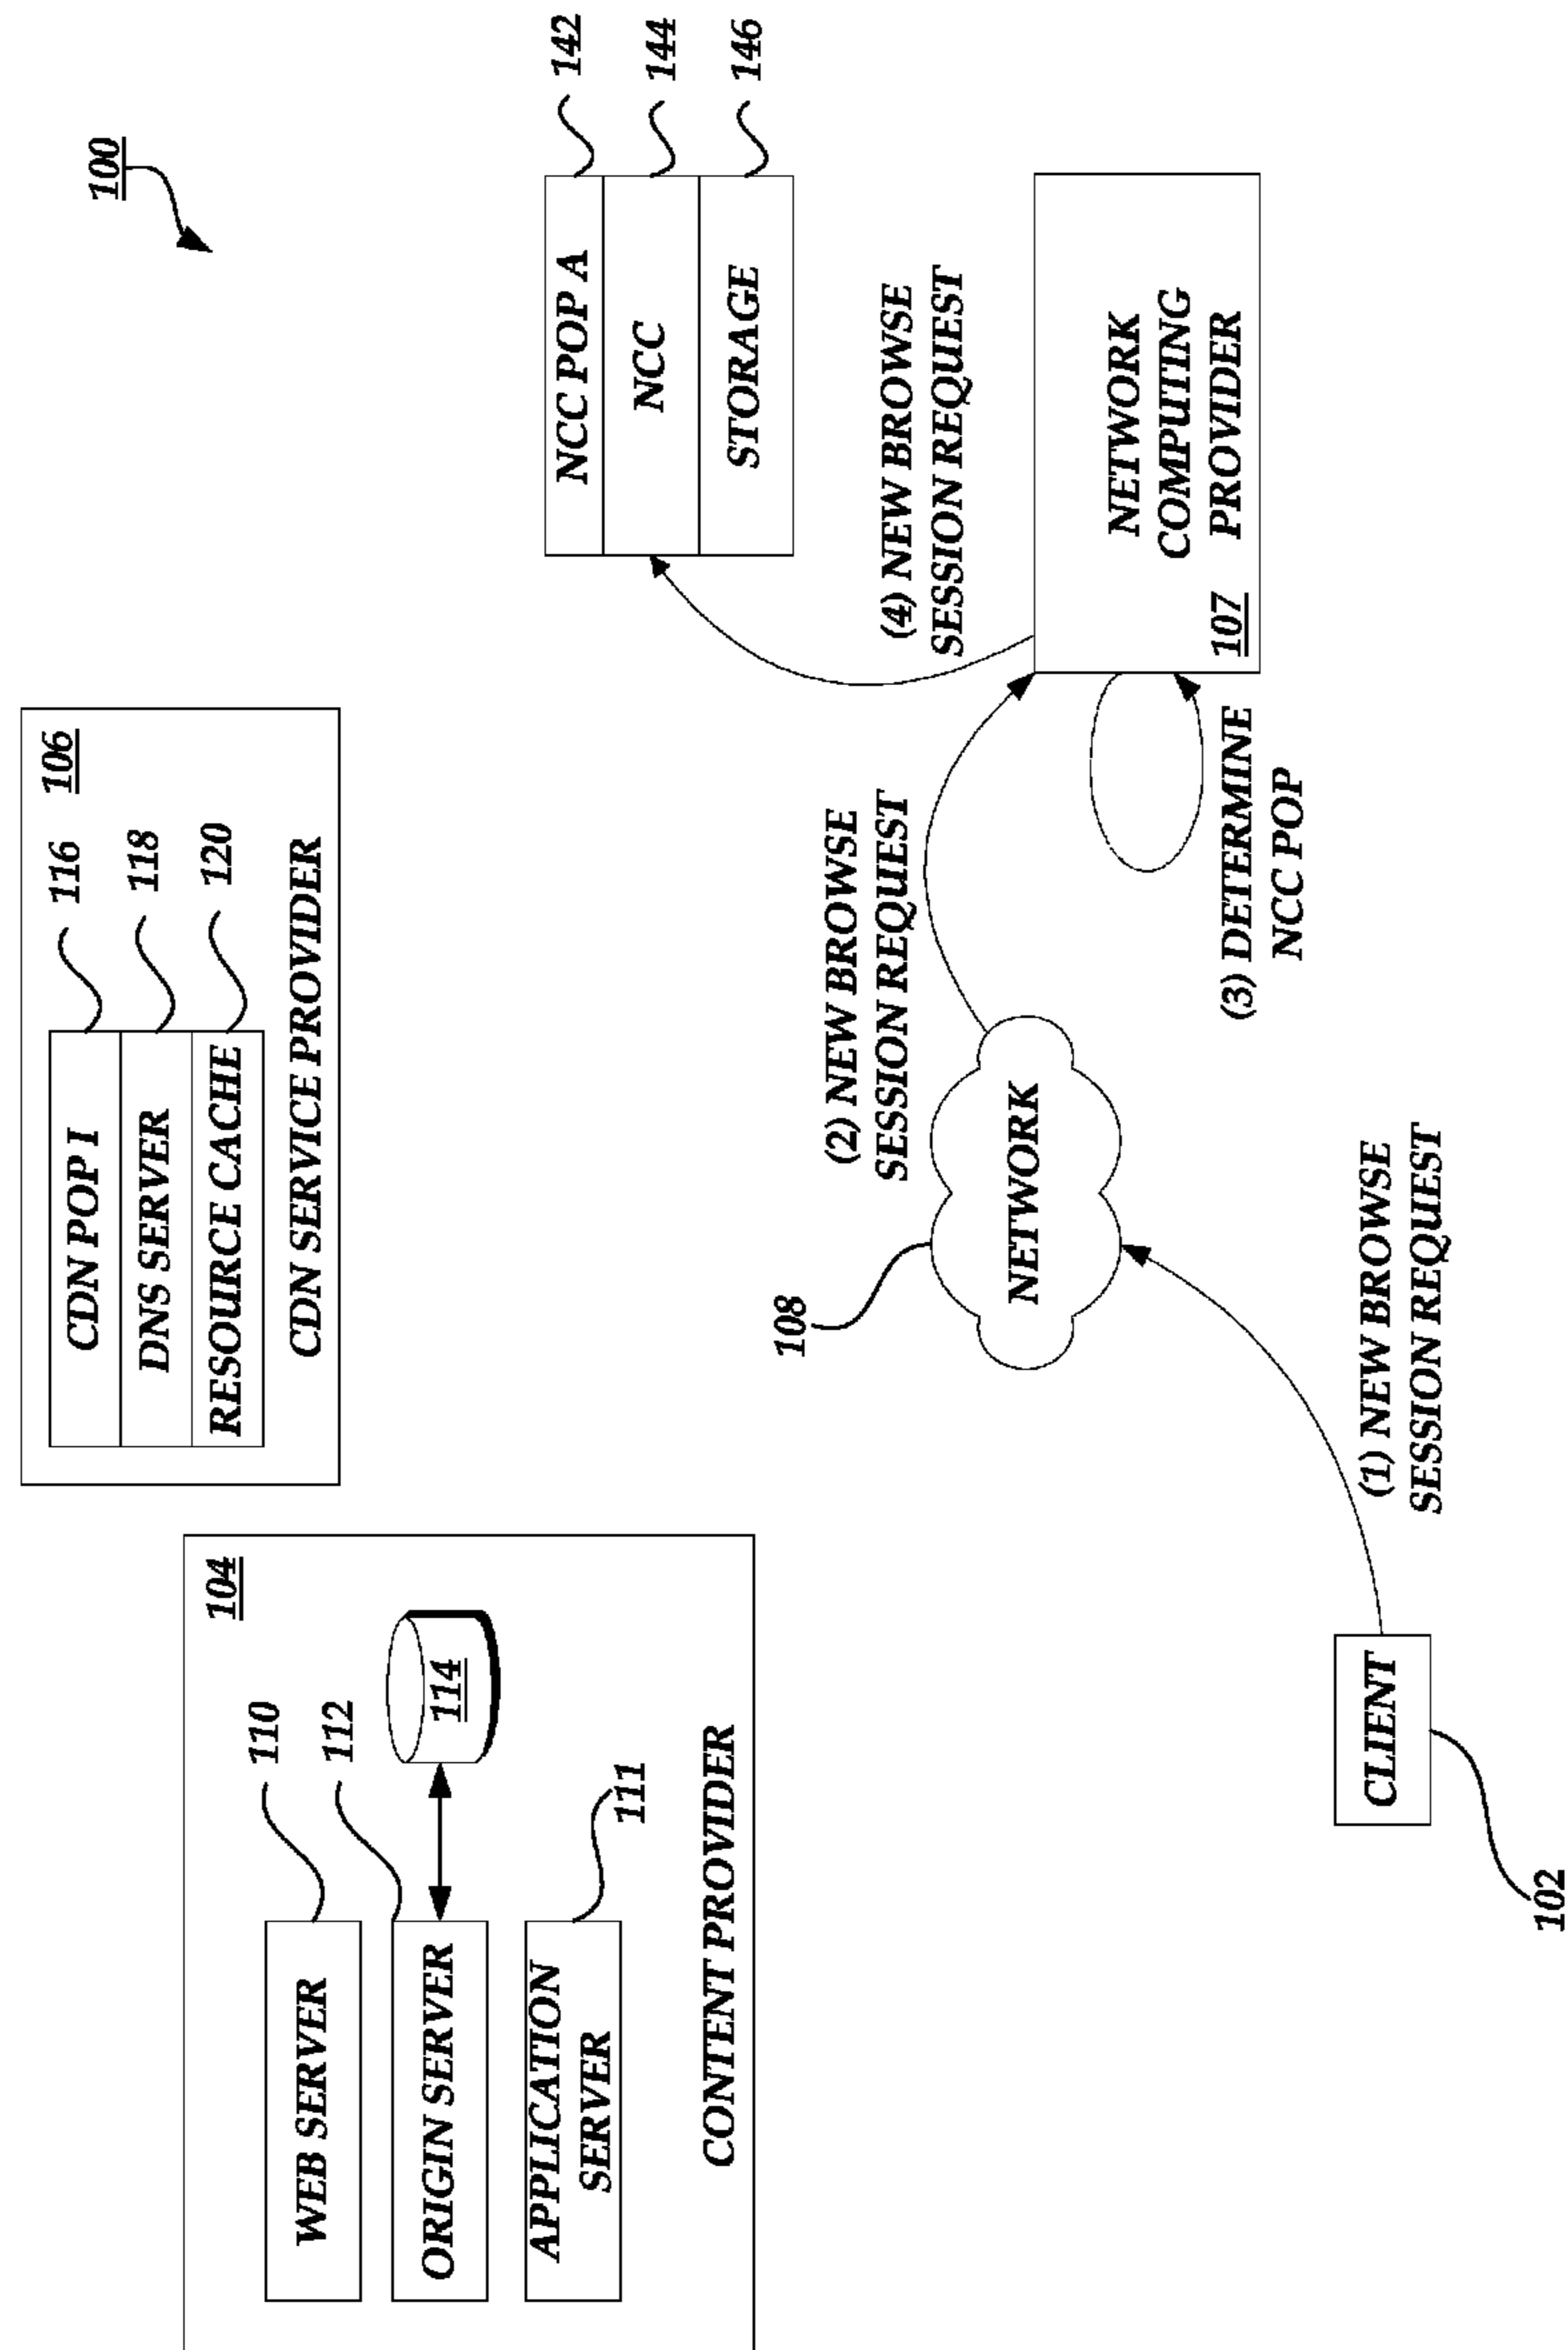 100
104
110
WEB SERVER
112
ORIGIN SERVER
114
APPLICATION
SERVER
111
CONTENT PROVIDER
106
116
CDN POP I
118
DNS SERVER
120
RESOURCE CACHE
CDN SERVICE PROVIDER
142
NCC POP A
144
NCC
146
STORAGE
108
NETWORK
(2) NEW BROWSE
SESSION REQUEST
(4) NEW BROWSE
SESSION REQUEST
NETWORK
COMPUTING
PROVIDER
107
(3) DETERMINE
NCC POP
(1) NEW BROWSE
SESSION REQUEST
CLIENT
102